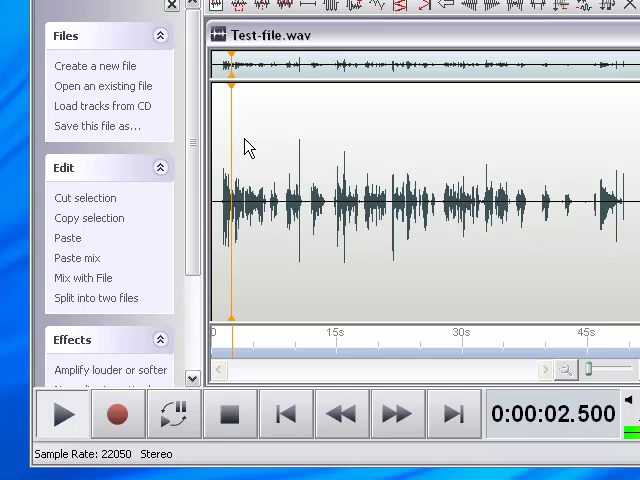 Test-file.wav
Files
Create a new file
Open an existing file
Load tracks from CD
Save this file as...
Edit
Cut selection
Copy selection
Paste
Paste mix
Mix with File
Split into two files
Effects
Amplify louder or softer
0 15s 30s 45s
0:00:02.500
Sample Rate: 22050 Stereo